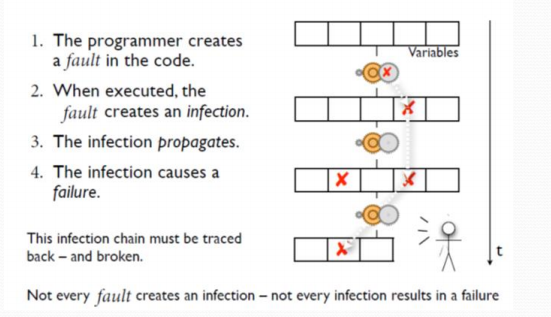 1. The programmer creates
a fault in the code.
2. When executed, the
fault creates an infection.
3. The infection propagates.
4. The infection causes a
failure.
This infection chain must be traced
back – and broken.
Variables
t
Not every fault creates an infection – not every infection results in a failure